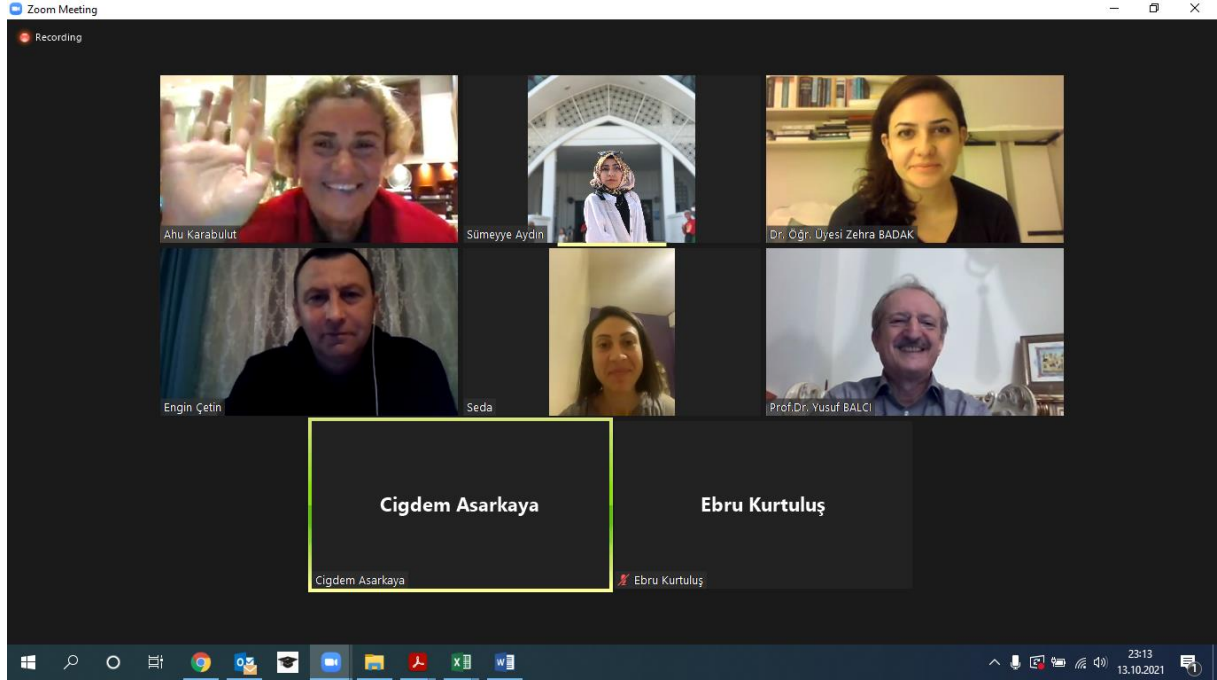 Zoom Meeting
Recording
Ahu Karabulut
Sümeyye Aydın
Dr. Öğr. Üyesi Zehra BADAK
Engin Çetin
Seda
Prof.Dr. Yusuf BALCI
Cigdem Asarkaya
Ebru Kurtuluş
Cigdem Asarkaya
Ebru Kurtuluş
23:13
13.10.2021
1